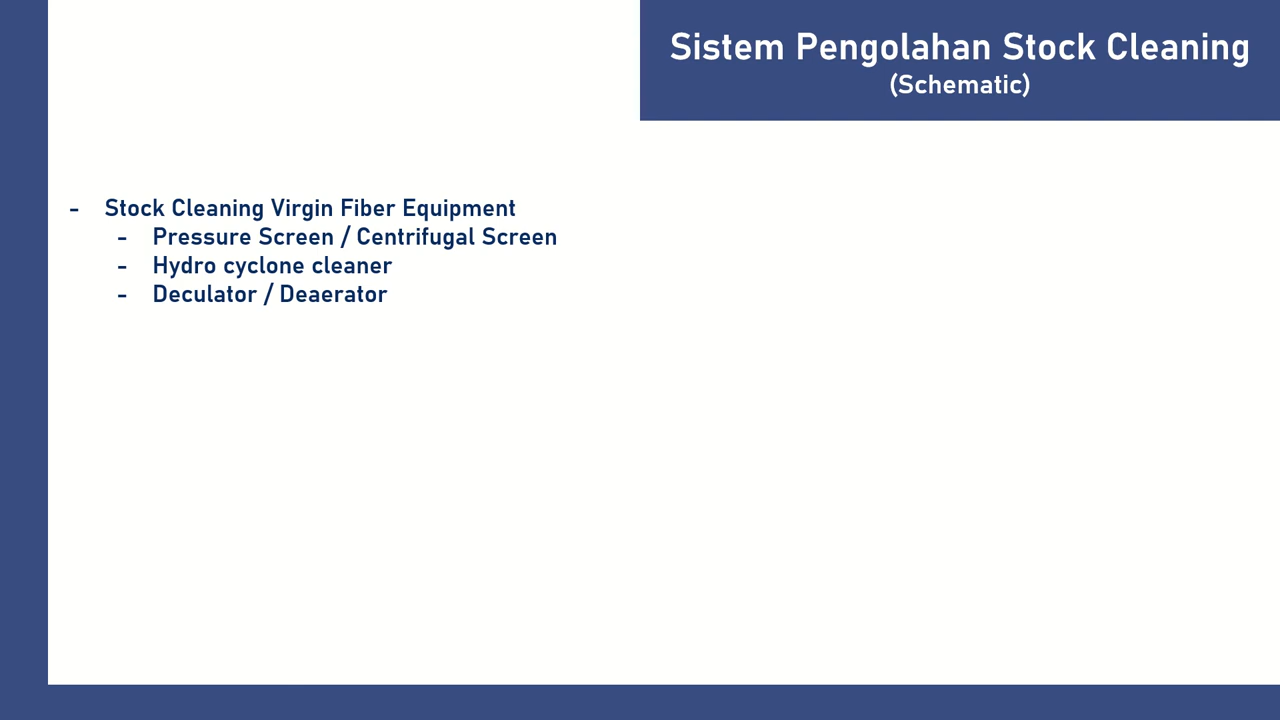 Sistem Pengolahan Stock Cleaning
(Schematic)
- Stock Cleaning Virgin Fiber Equipment
- Pressure Screen / Centrifugal Screen
- Hydro cyclone cleaner
- Deculator / Deaerator